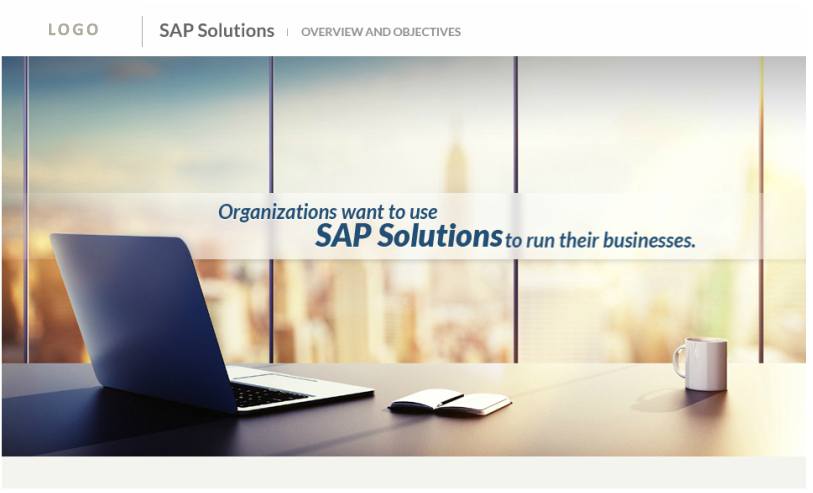 LOGO
SAP Solutions | OVERVIEW AND OBJECTIVES
Organizations want to use
SAP Solutions to run their businesses.